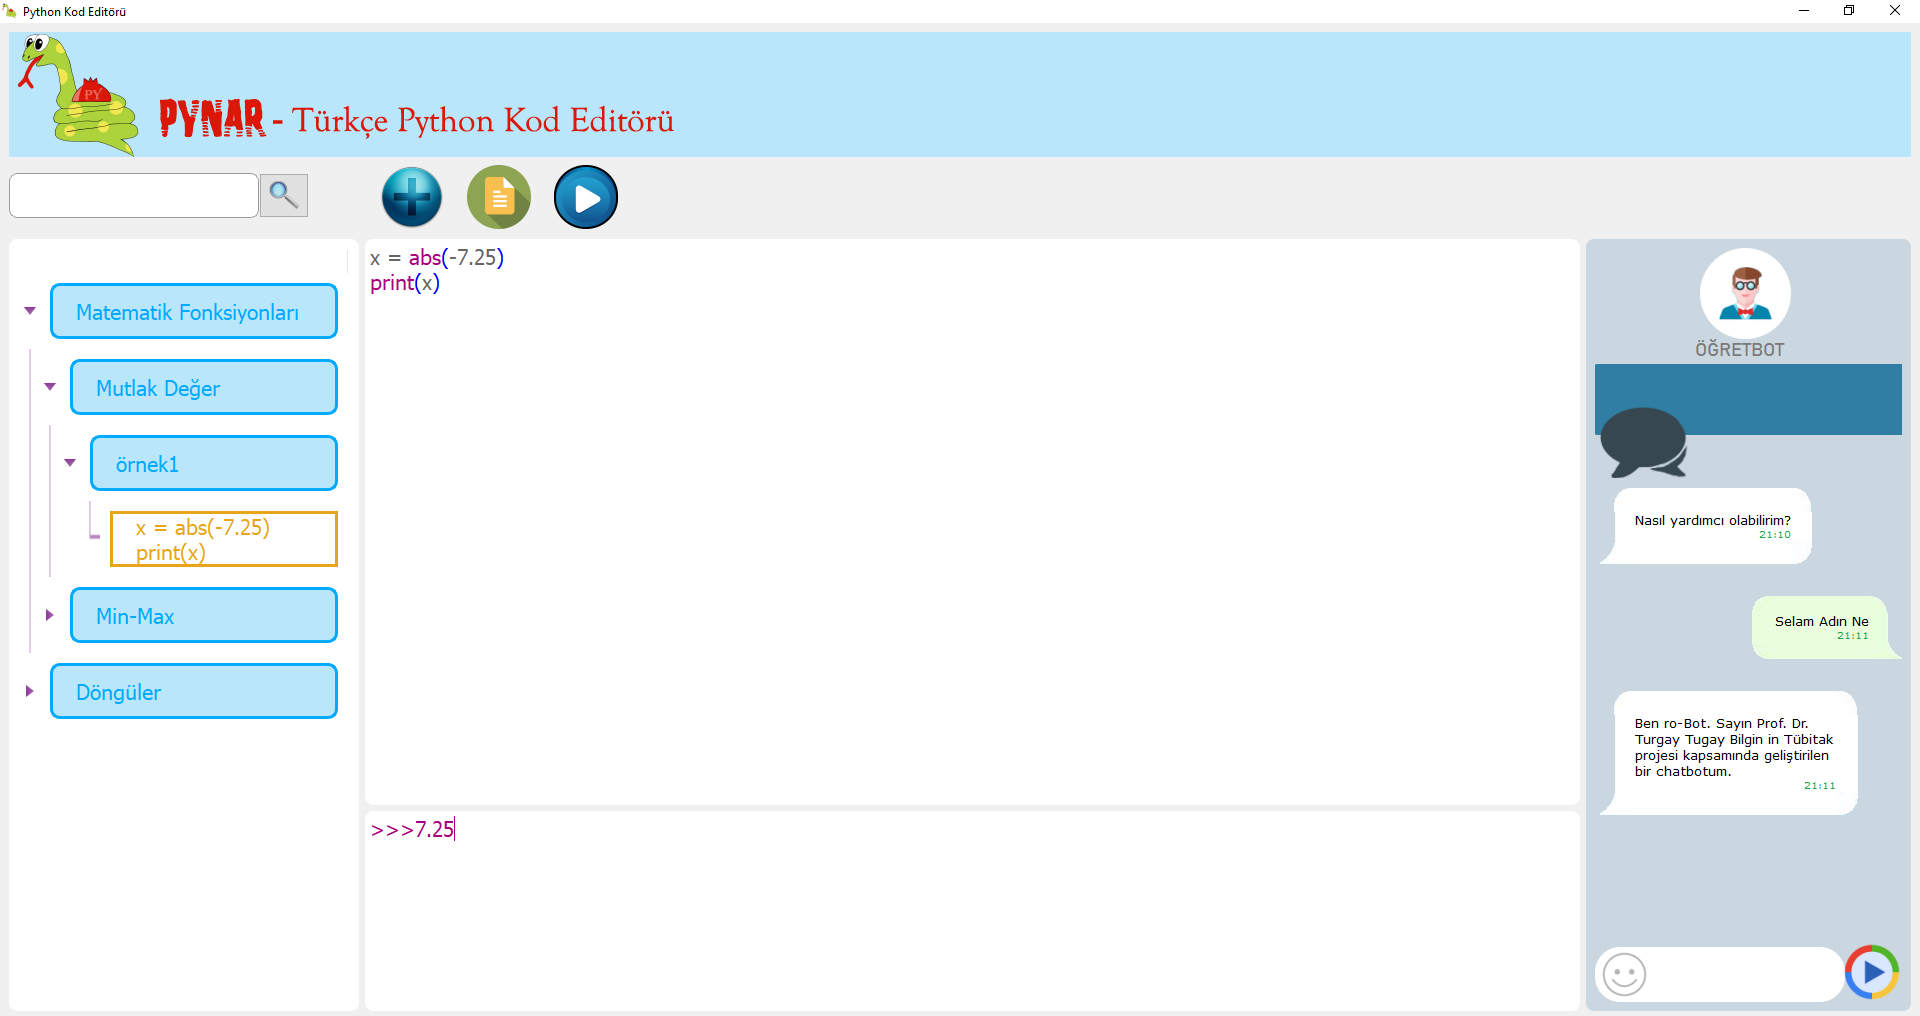 Python Kod Editörü
PY
PYNAR - Türkçe Python Kod Editörü
Matematik Fonksiyonları
Mutlak Değer
örnek1
x = abs(-7.25)
print(x)
Min-Max
Döngüler
x = abs(-7.25)
print(x)
>>>7.25
ÖĞRETBOT
Nasıl yardımcı olabilirim?
21:10
Selam Adın Ne
21:11
Ben ro-Bot. Sayın Prof. Dr.
Turgay Tugay Bilgin in Tübitak
projesi kapsamında geliştirilen
bir chatbotum.
21:11